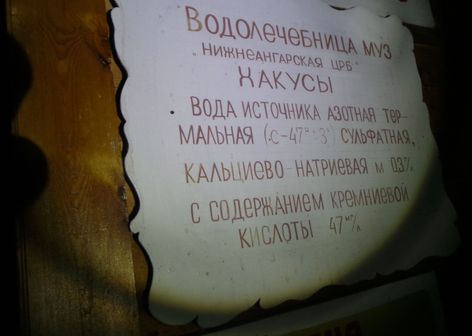 Водолечебница МУЗ
"Нижнеангарская ЦРБ"
Хакусы
Вода источника азотная тер-
мальная (t°-47°÷3°) сульфатная,
кальциево-натриевая м 0.3 г/л
с содержанием кремниевой
кислоты 47 мг/л